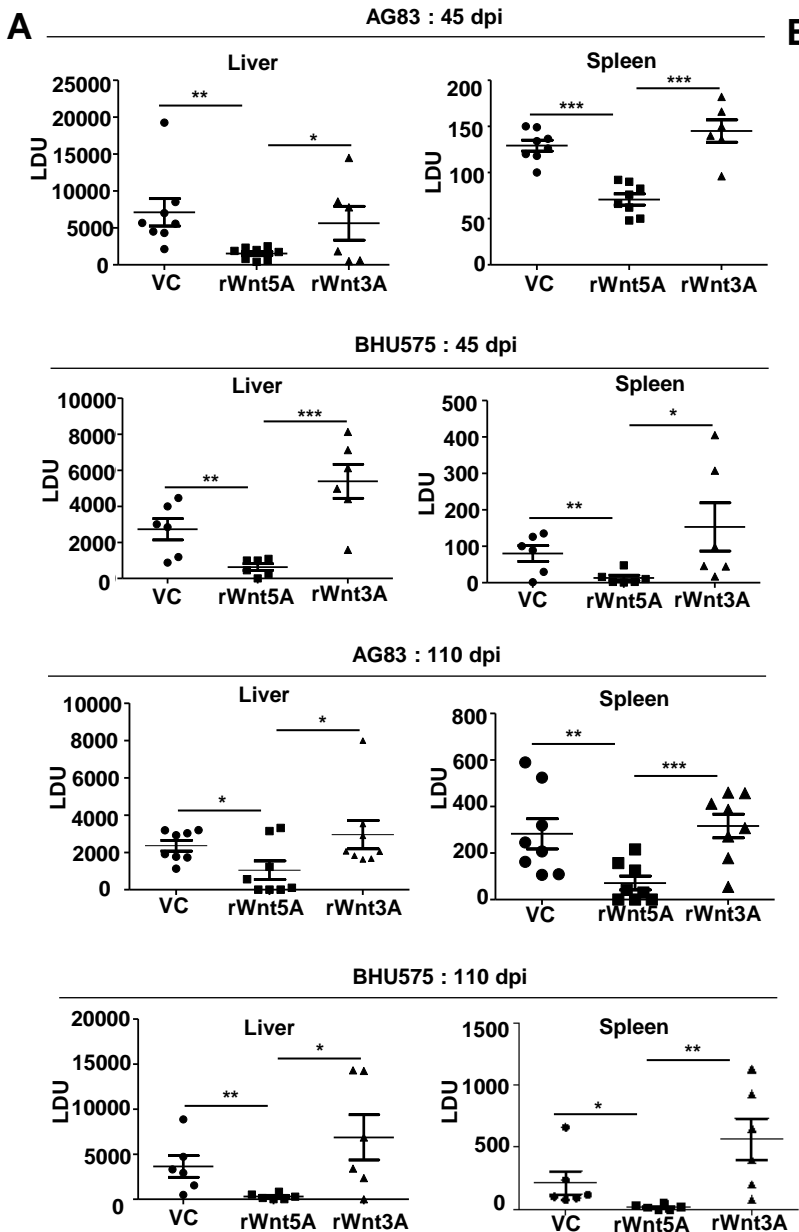 A
AG83 : 45 dpi
Liver
LDU
25000
20000
15000
10000
5000
0
**
*
VC rWnt5A rWnt3A
Spleen
LDU
200
150
100
50
0
***
***
VC rWnt5A rWnt3A
BHU575 : 45 dpi
Liver
LDU
10000
8000
6000
4000
2000
0
**
***
VC rWnt5A rWnt3A
Spleen
LDU
500
400
300
200
100
0
**
*
VC rWnt5A rWnt3A
AG83 : 110 dpi
Liver
LDU
10000
8000
6000
4000
2000
0
*
*
VC rWnt5A rWnt3A
Spleen
LDU
800
600
400
200
0
**
***
VC rWnt5A rWnt3A
BHU575 : 110 dpi
Liver
LDU
20000
15000
10000
5000
0
**
*
VC rWnt5A rWnt3A
Spleen
LDU
1500
1000
500
0
*
**
VC rWnt5A rWnt3A